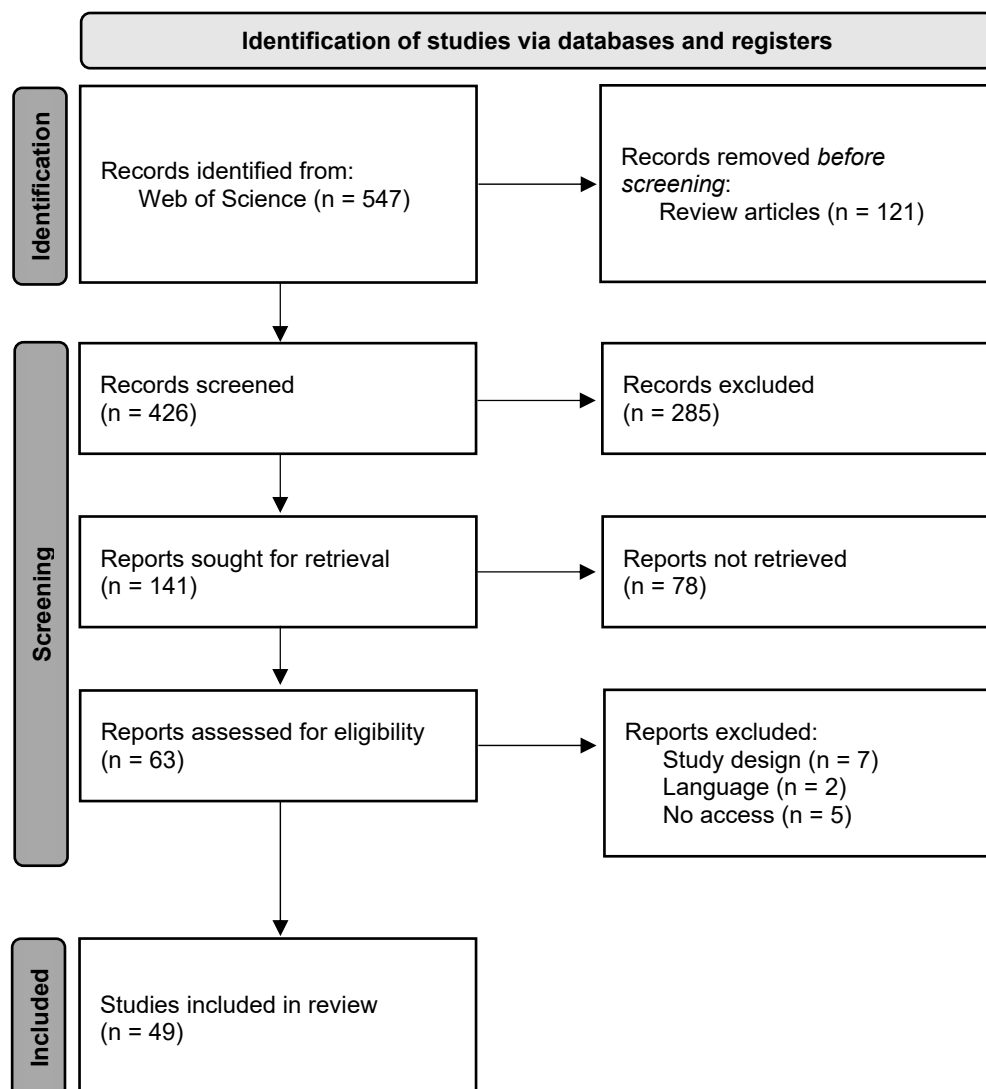 Identification of studies via databases and registers
Identification
Records identified from:
Web of Science (n = 547)
Records removed before
screening:
Review articles (n = 121)
Screening
Records screened
(n = 426)
Records excluded
(n = 285)
Reports sought for retrieval
(n = 141)
Reports not retrieved
(n = 78)
Reports assessed for eligibility
(n = 63)
Reports excluded:
Study design (n = 7)
Language (n = 2)
No access (n = 5)
Included
Studies included in review
(n = 49)